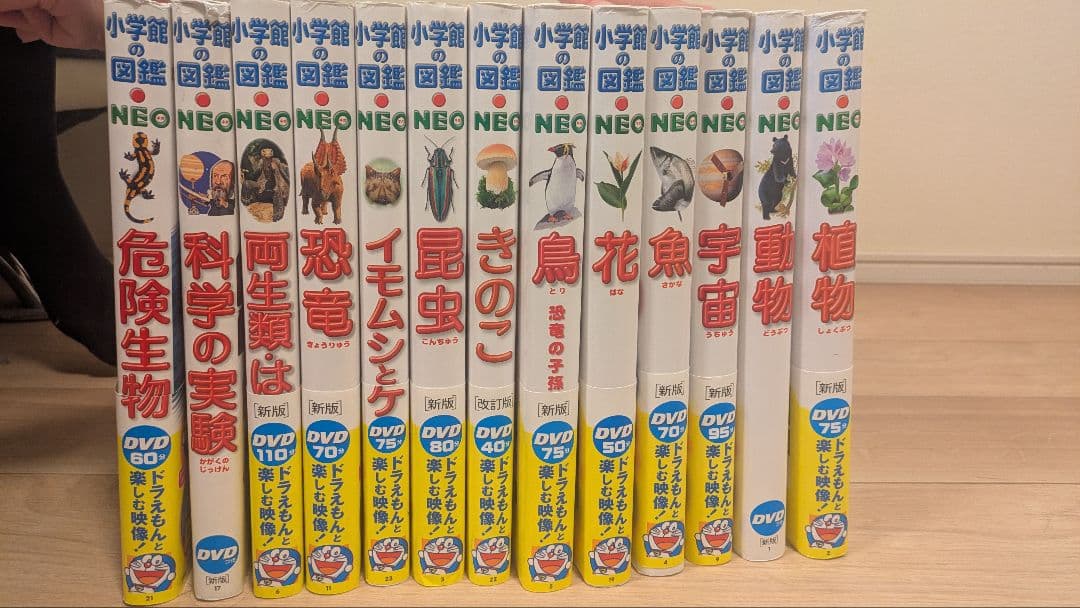 小学館の図鑑
NEO
危険生物
DVD
60分
ドラえもんと楽しむ映像!
21
小学館の図鑑
NEO
科学の実験
かがくのじっけん
DVD
つき
[新版]
17
小学館の図鑑
NEO
両生類・は
[新版]
DVD
110分
ドラえもんと楽しむ映像!
6
小学館の図鑑
NEO
恐竜
きょうりゅう
[新版]
DVD
70分
ドラえもんと楽しむ映像!
11
小学館の図鑑
NEO
イモムシとケ
DVD
75分
ドラえもんと楽しむ映像!
23
小学館の図鑑
NEO
昆虫
こんちゅう
[新版]
DVD
80分
ドラえもんと楽しむ映像!
3
小学館の図鑑
NEO
きのこ
[改訂版]
DVD
40分
ドラえもんと楽しむ映像!
22
小学館の図鑑
NEO
鳥
とり
恐竜の子孫
[新版]
DVD
75分
ドラえもんと楽しむ映像!
5
小学館の図鑑
NEO
花
はな
DVD
50分
ドラえもんと楽しむ映像!
19
小学館の図鑑
NEO
魚
さかな
[新版]
DVD
70分
ドラえもんと楽しむ映像!
4
小学館の図鑑
NEO
宇宙
うちゅう
[新版]
DVD
95分
ドラえもんと楽しむ映像!
9
小学館の図鑑
NEO
動物
どうぶつ
DVD
[新版]
1
小学館の図鑑
NEO
植物
しょくぶつ
[新版]
DVD
75分
ドラえもんと楽しむ映像!
2